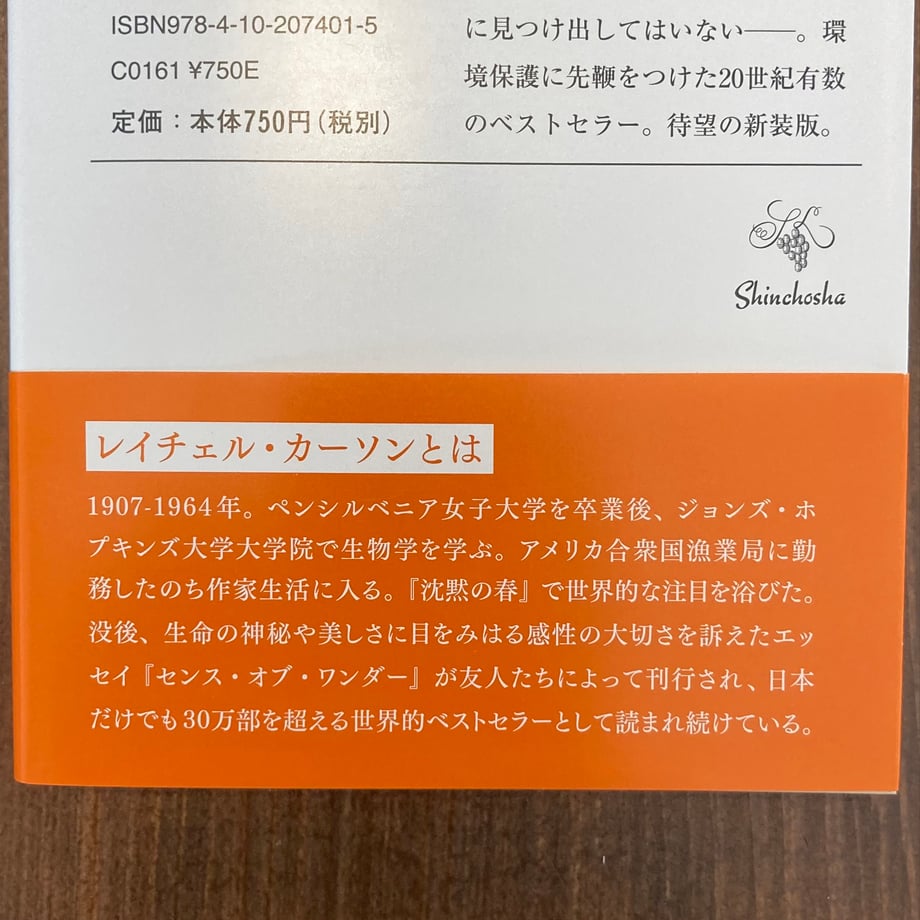 ISBN978-4-10-207401-5
C0161 ¥750E
定価：本体750円（税別）
に見つけ出してはいない――。環
境保護に先鞭をつけた20世紀有数
のベストセラー。待望の新装版。
Shinchosha
レイチェル・カーソンとは
1907-1964年。ペンシルベニア女子大学を卒業後、ジョンズ・ホ
プキンズ大学大学院で生物学を学ぶ。アメリカ合衆国漁業局に勤
務したのち作家生活に入る。『沈黙の春』で世界的な注目を浴びた。
没後、生命の神秘や美しさに目をみはる感性の大切さを訴えたエッ
セイ『センス・オブ・ワンダー』が友人たちによって刊行され、日本
だけでも30万部を超える世界的ベストセラーとして読まれ続けている。